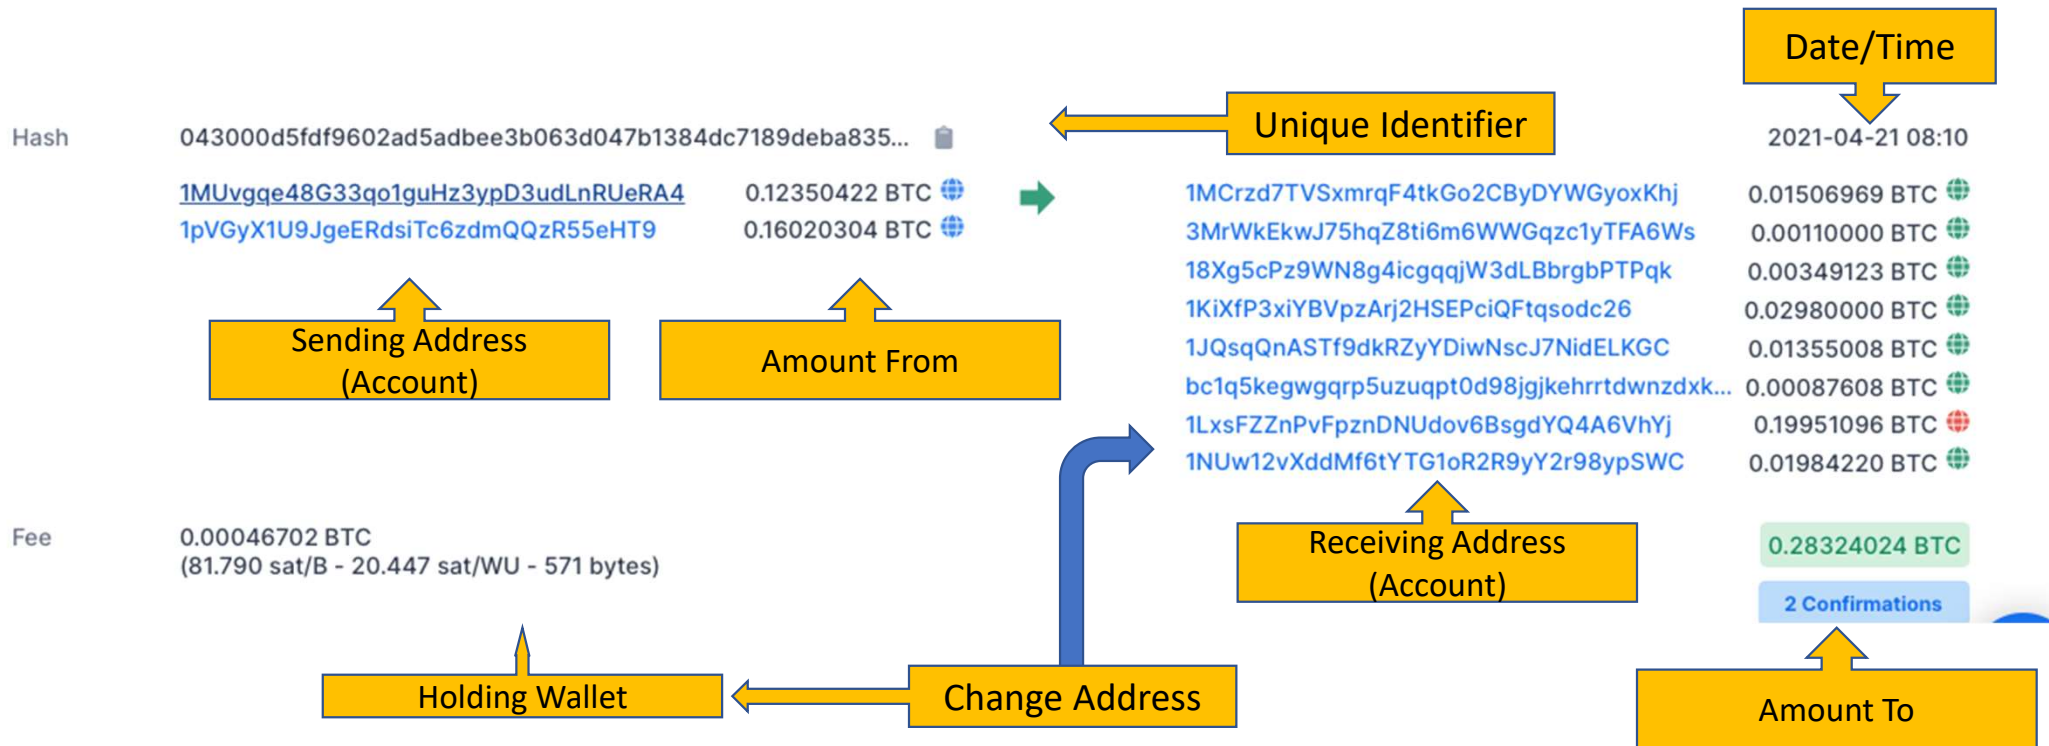 Date/Time
Unique Identifier
Hash
043000d5fdf9602ad5adbee3b063d047b1384dc7189deba835...
2021-04-21 08:10
1MUvgqe48G33qo1guHz3ypD3udLnRUeRA4
0.12350422 BTC
1pVGyX1U9JgeERdsiTc6zdmQQzR55eHT9
0.16020304 BTC
1MCrzd7TVSxmrqF4tkGo2CByDYWGyoxKhj
0.01506969 BTC
3MrWkEkwJ75hqZ8ti6m6WWGqzc1yTFA6Ws
0.00110000 BTC
18Xg5cPz9WN8g4icgqqjW3dLBbrgbPTPqk
0.00349123 BTC
1KiXfP3xiYBVpzArj2HSEPciQFtqsodc26
0.02980000 BTC
1JQsqQnASTf9dkRZyYDiwNscJ7NidELKGC
0.01355008 BTC
bc1q5kegwgqrp5uzuqpt0d98jgjkehrrtdwnzdxk...
0.00087608 BTC
1LxsFZZnPvFpznDNUdov6BsgdYQ4A6VhYj
0.19951096 BTC
1NUw12vXddMf6tYTG1oR2R9yY2r98ypSWC
0.01984220 BTC
Sending Address
(Account)
Amount From
Receiving Address
(Account)
Fee
0.00046702 BTC
(81.790 sat/B - 20.447 sat/WU - 571 bytes)
0.28324024 BTC
2 Confirmations
Holding Wallet
Change Address
Amount To